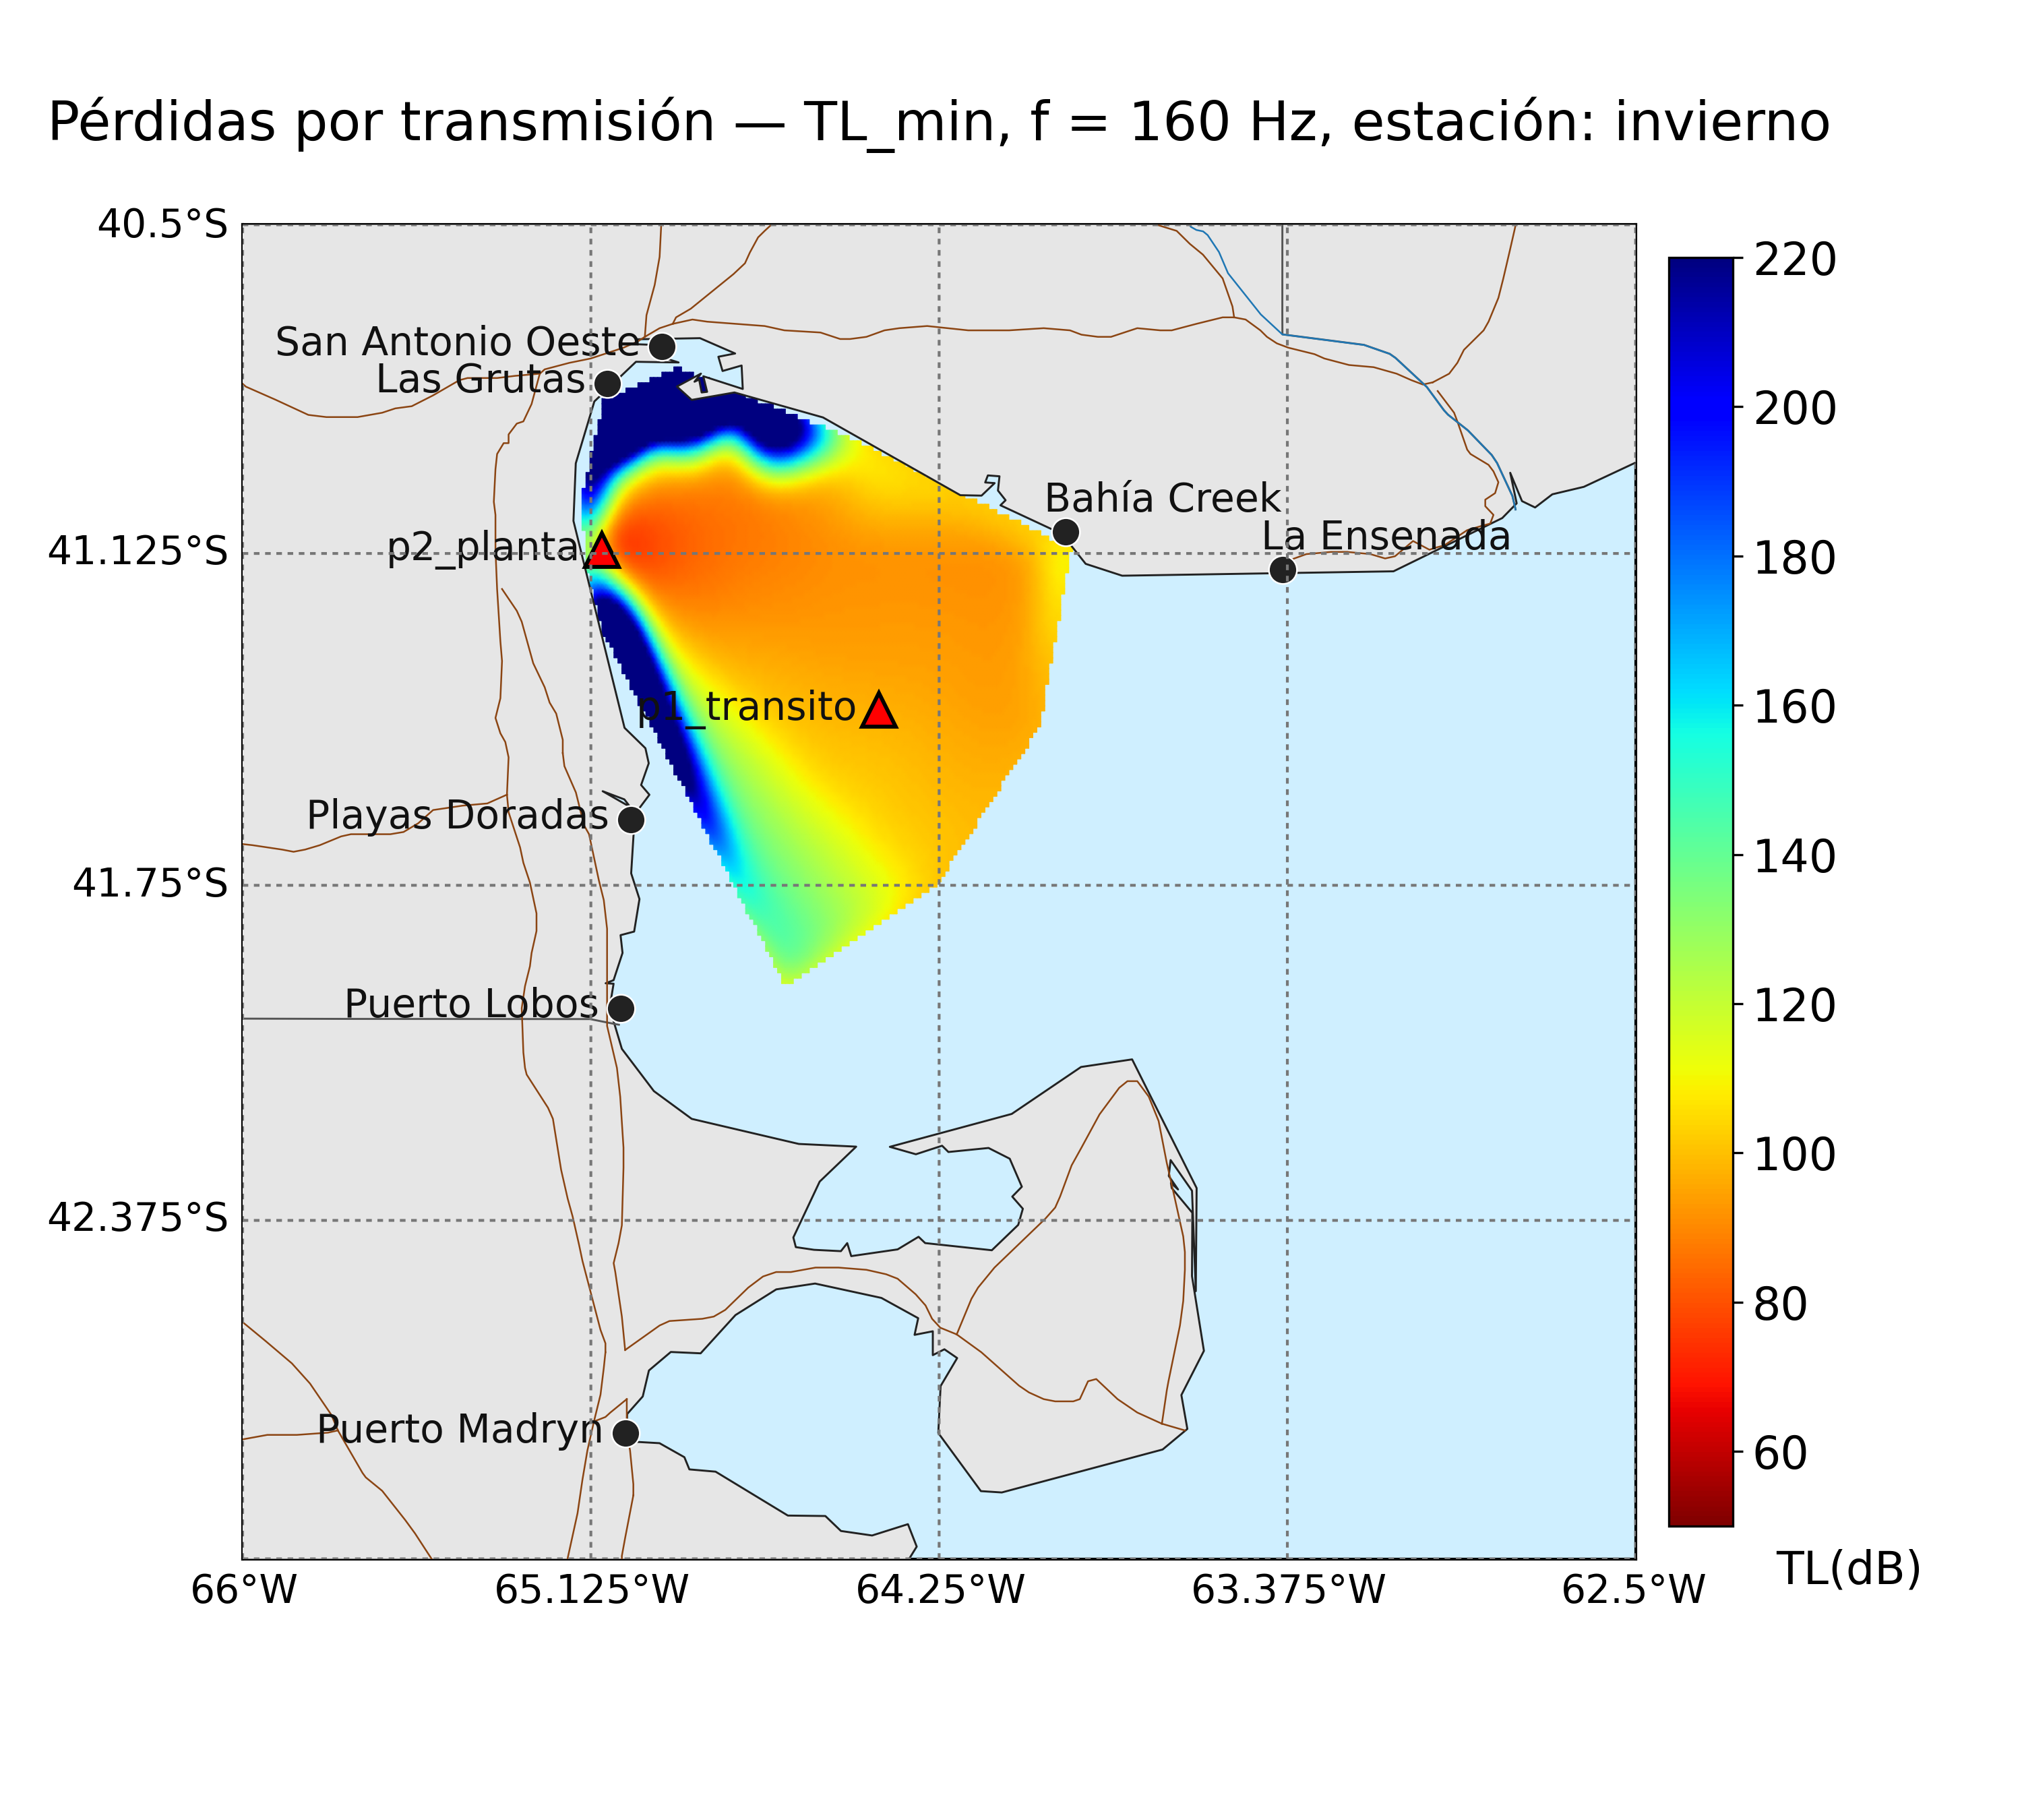 Pérdidas por transmisión — TL_min, f = 160 Hz, estación: invierno
40.5°S
220
San Antonio Oeste
Las Grutas
200
Bahía Creek
La Ensenada
p2_planta
41.125°S
180
p1_transito
160
Playas Doradas
140
41.75°S
Puerto Lobos
120
100
42.375°S
80
Puerto Madryn
60
TL(dB)
66°W
65.125°W
64.25°W
63.375°W
62.5°W